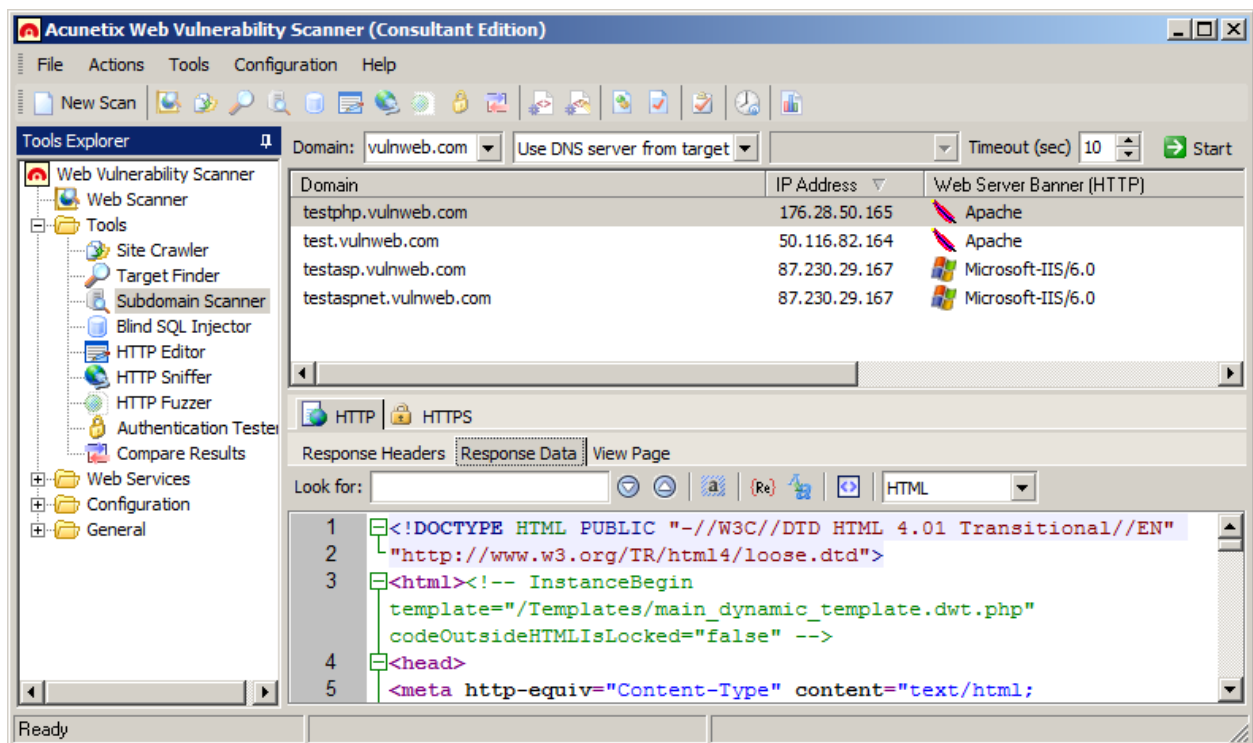 Acunetix Web Vulnerability Scanner (Consultant Edition)
File Actions Tools Configuration Help
New Scan
Tools Explorer
Web Vulnerability Scanner
Web Scanner
Tools
Site Crawler
Target Finder
Subdomain Scanner
Blind SQL Injector
HTTP Editor
HTTP Sniffer
HTTP Fuzzer
Authentication Tester
Compare Results
Web Services
Configuration
General
Domain: vulnweb.com Use DNS server from target Timeout (sec) 10 Start
Domain IP Address Web Server Banner (HTTP)
testphp.vulnweb.com 176.28.50.165 Apache
test.vulnweb.com 50.116.82.164 Apache
testasp.vulnweb.com 87.230.29.167 Microsoft-IIS/6.0
testaspnet.vulnweb.com 87.230.29.167 Microsoft-IIS/6.0
HTTP HTTPS
Response Headers Response Data View Page
Look for: a {Re} HTML
1 <!DOCTYPE HTML PUBLIC "-//W3C//DTD HTML 4.01 Transitional//EN"
2 "http://www.w3.org/TR/html4/loose.dtd">
3 <html><!-- InstanceBegin
template="/Templates/main_dynamic_template.dwt.php"
codeOutsideHTMLIsLocked="false" -->
4 <head>
5 <meta http-equiv="Content-Type" content="text/html;
Ready